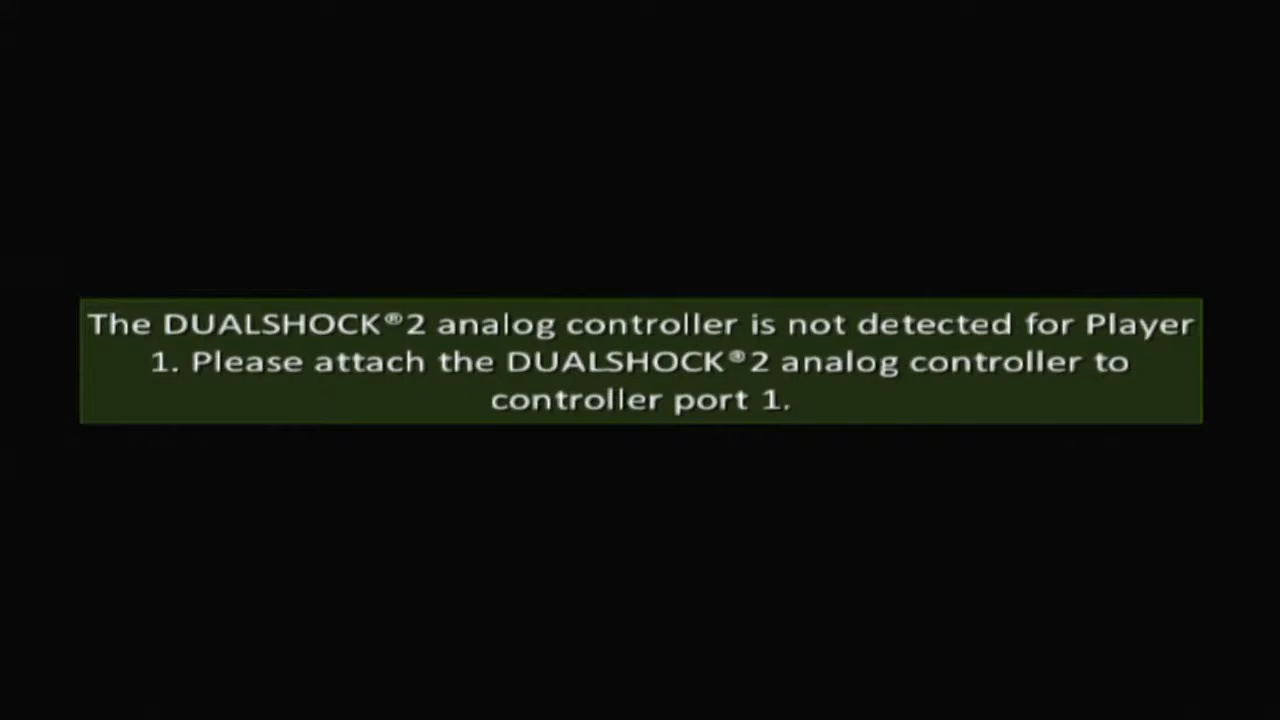 The DUALSHOCK®2 analog controller is not detected for Player
1. Please attach the DUALSHOCK®2 analog controller to
controller port 1.